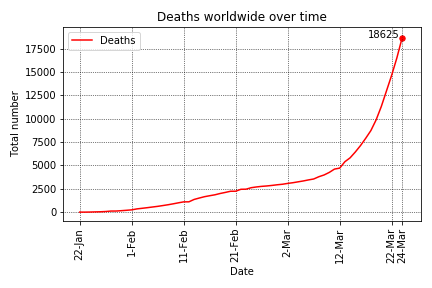 Deaths worldwide over time
Deaths
18625
Total number
17500
15000
12500
10000
7500
5000
2500
0
22-Jan
1-Feb
11-Feb
21-Feb
2-Mar
12-Mar
22-Mar
24-Mar
Date